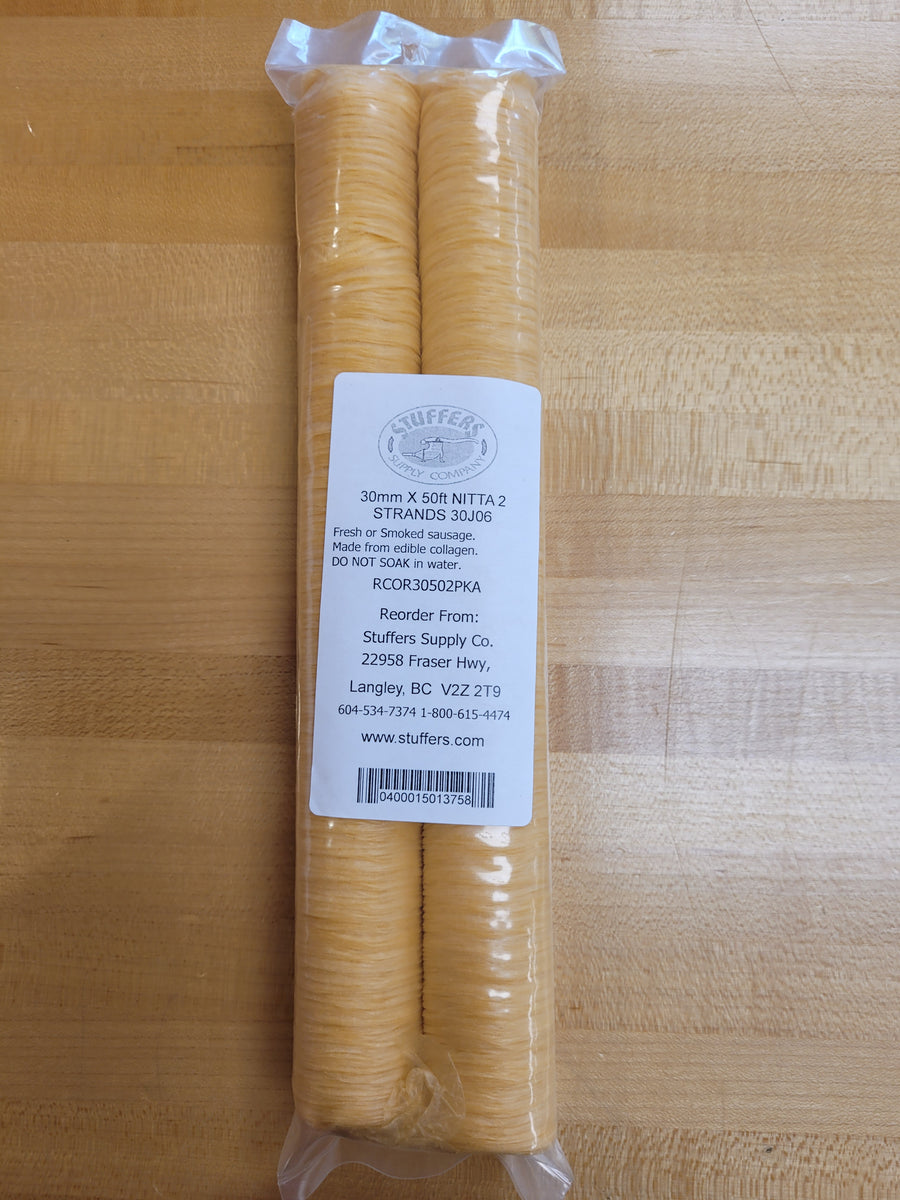 STUFFERS
SUPPLY COMPANY
30mm X 50ft NITTA 2
STRANDS 30J06
Fresh or Smoked sausage.
Made from edible collagen.
DO NOT SOAK in water.
RCOR30502PKA
Reorder From:
Stuffers Supply Co.
22958 Fraser Hwy,
Langley, BC V2Z 2T9
604-534-7374 1-800-615-4474
www.stuffers.com
0400015013758